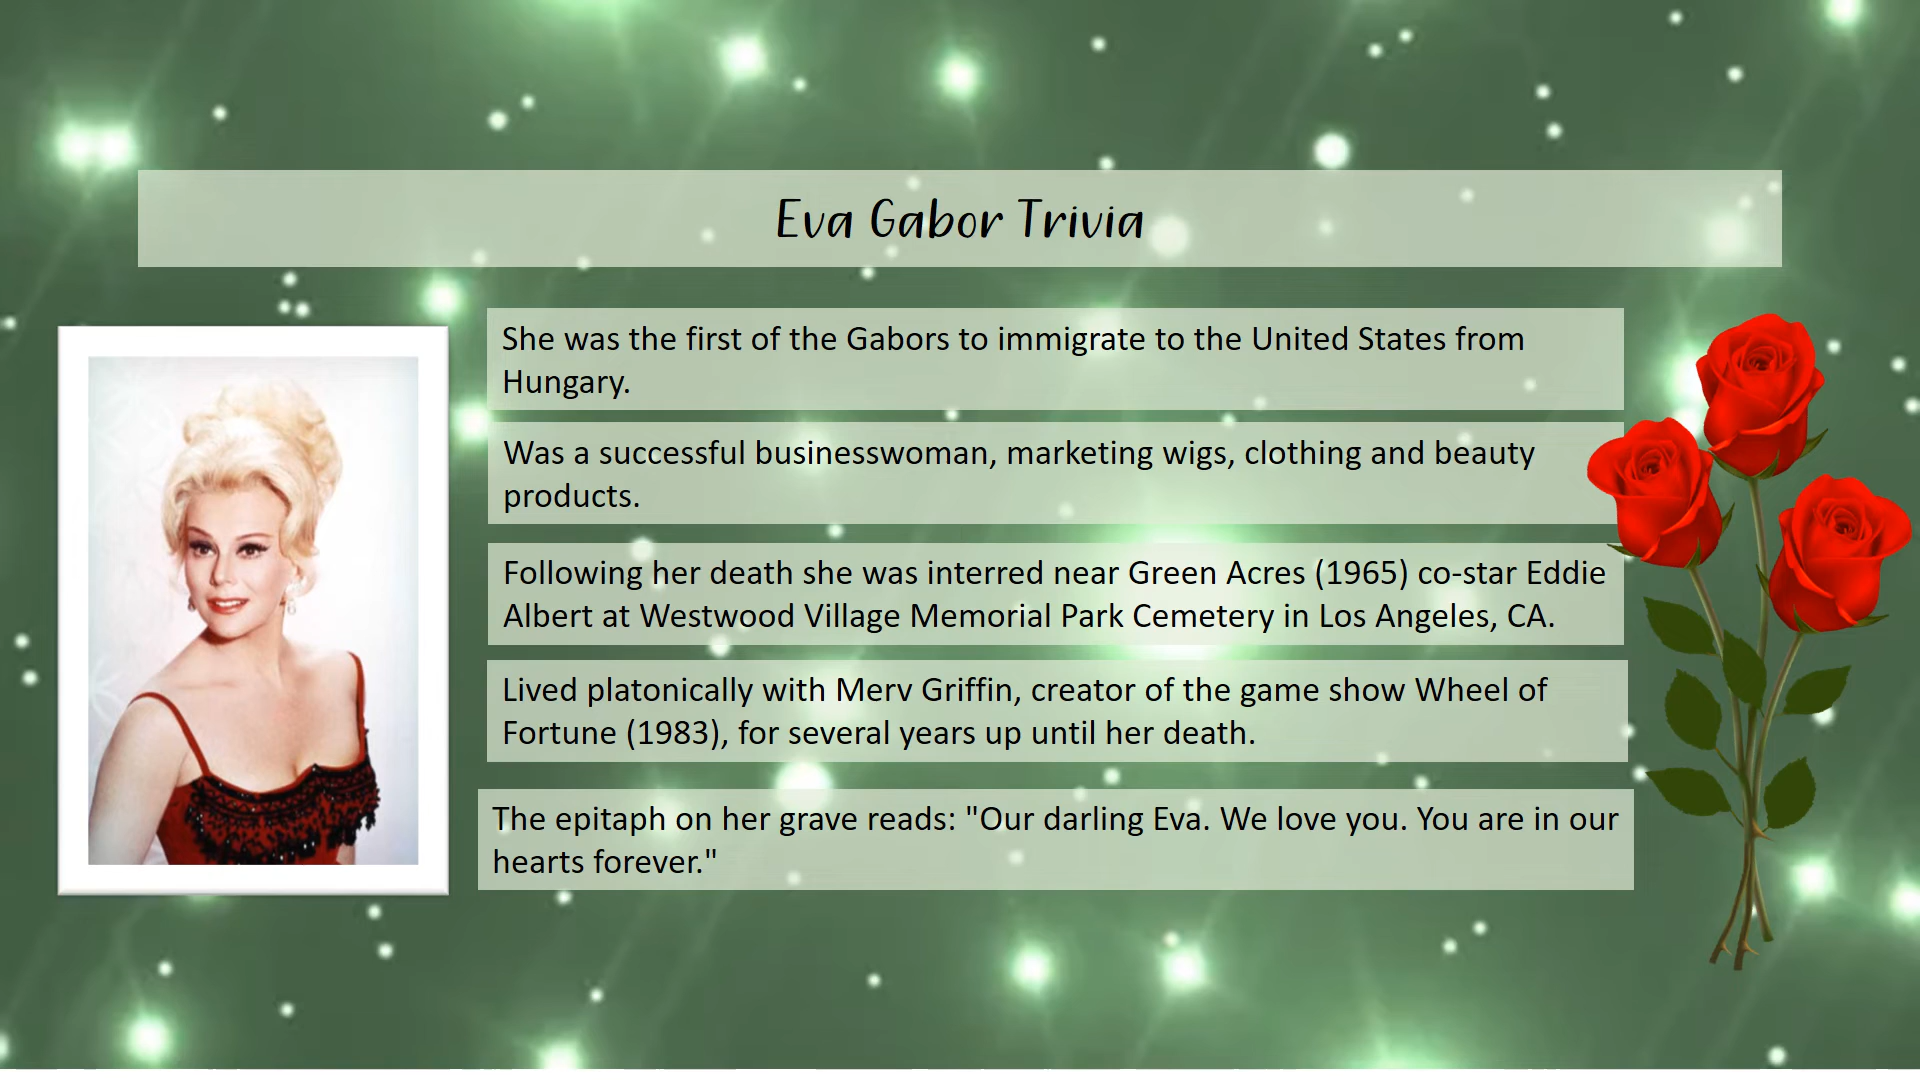 Eva Gabor Trivia
She was the first of the Gabors to immigrate to the United States from
Hungary.
Was a successful businesswoman, marketing wigs, clothing and beauty
products.
Following her death she was interred near Green Acres (1965) co-star Eddie
Albert at Westwood Village Memorial Park Cemetery in Los Angeles, CA.
Lived platonically with Merv Griffin, creator of the game show Wheel of
Fortune (1983), for several years up until her death.
The epitaph on her grave reads: "Our darling Eva. We love you. You are in our
hearts forever."